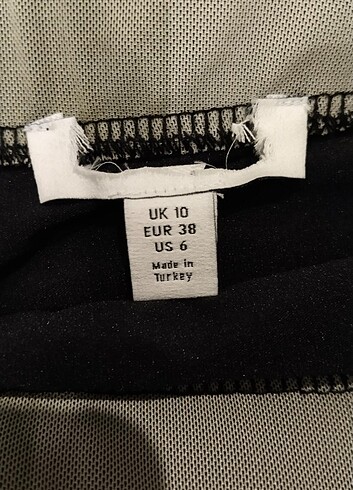 UK 10
EUR 38
US 6
Made in
Turkey